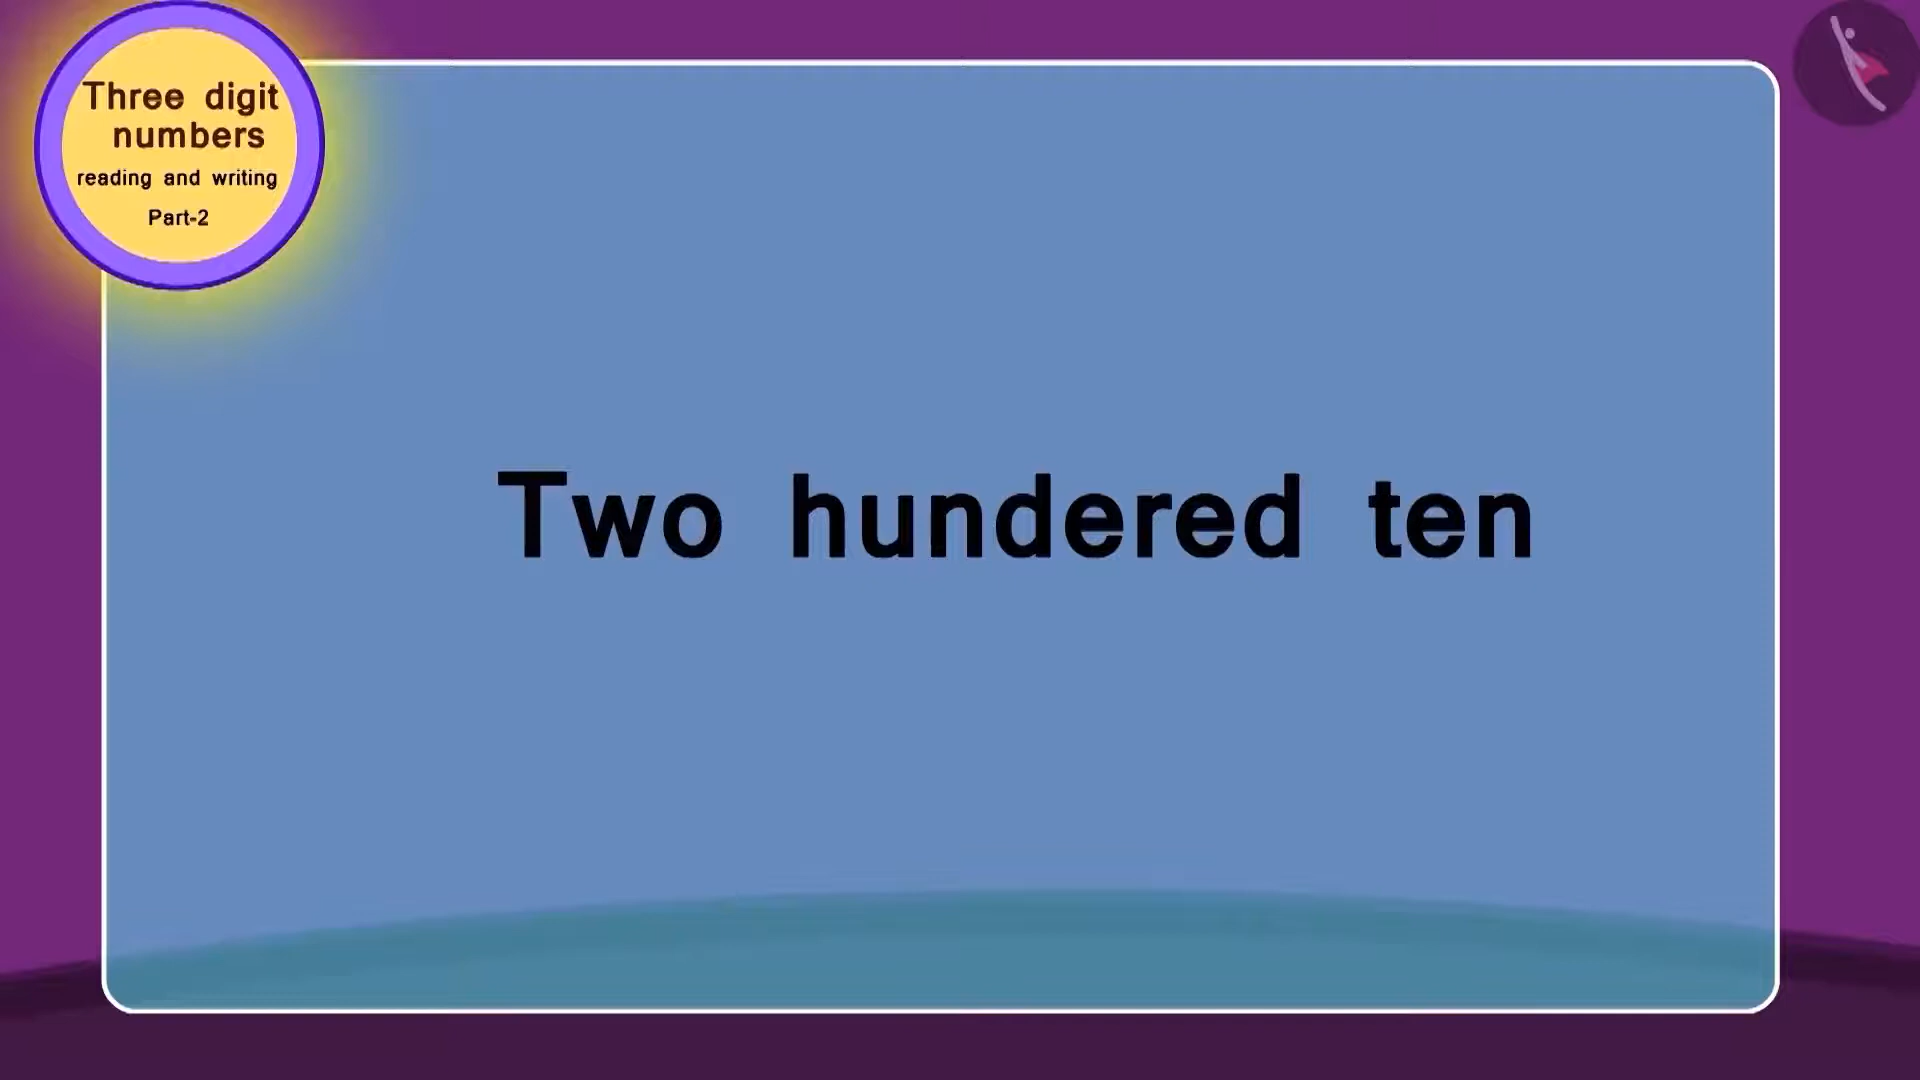 Three digit
numbers
reading and writing
Part-2
Two hundered ten